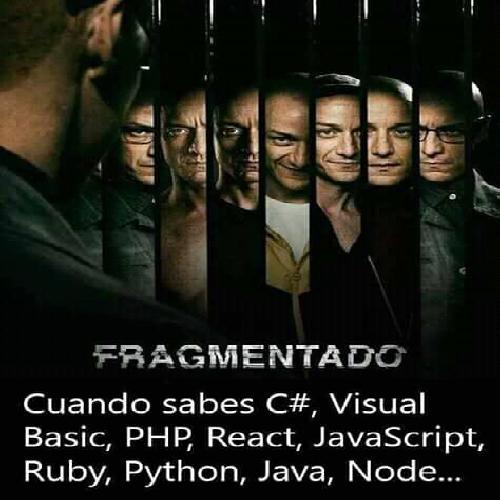 FRAGMENTADO
Cuando sabes C#, Visual
Basic, PHP, React, JavaScript,
Ruby, Python, Java, Node...